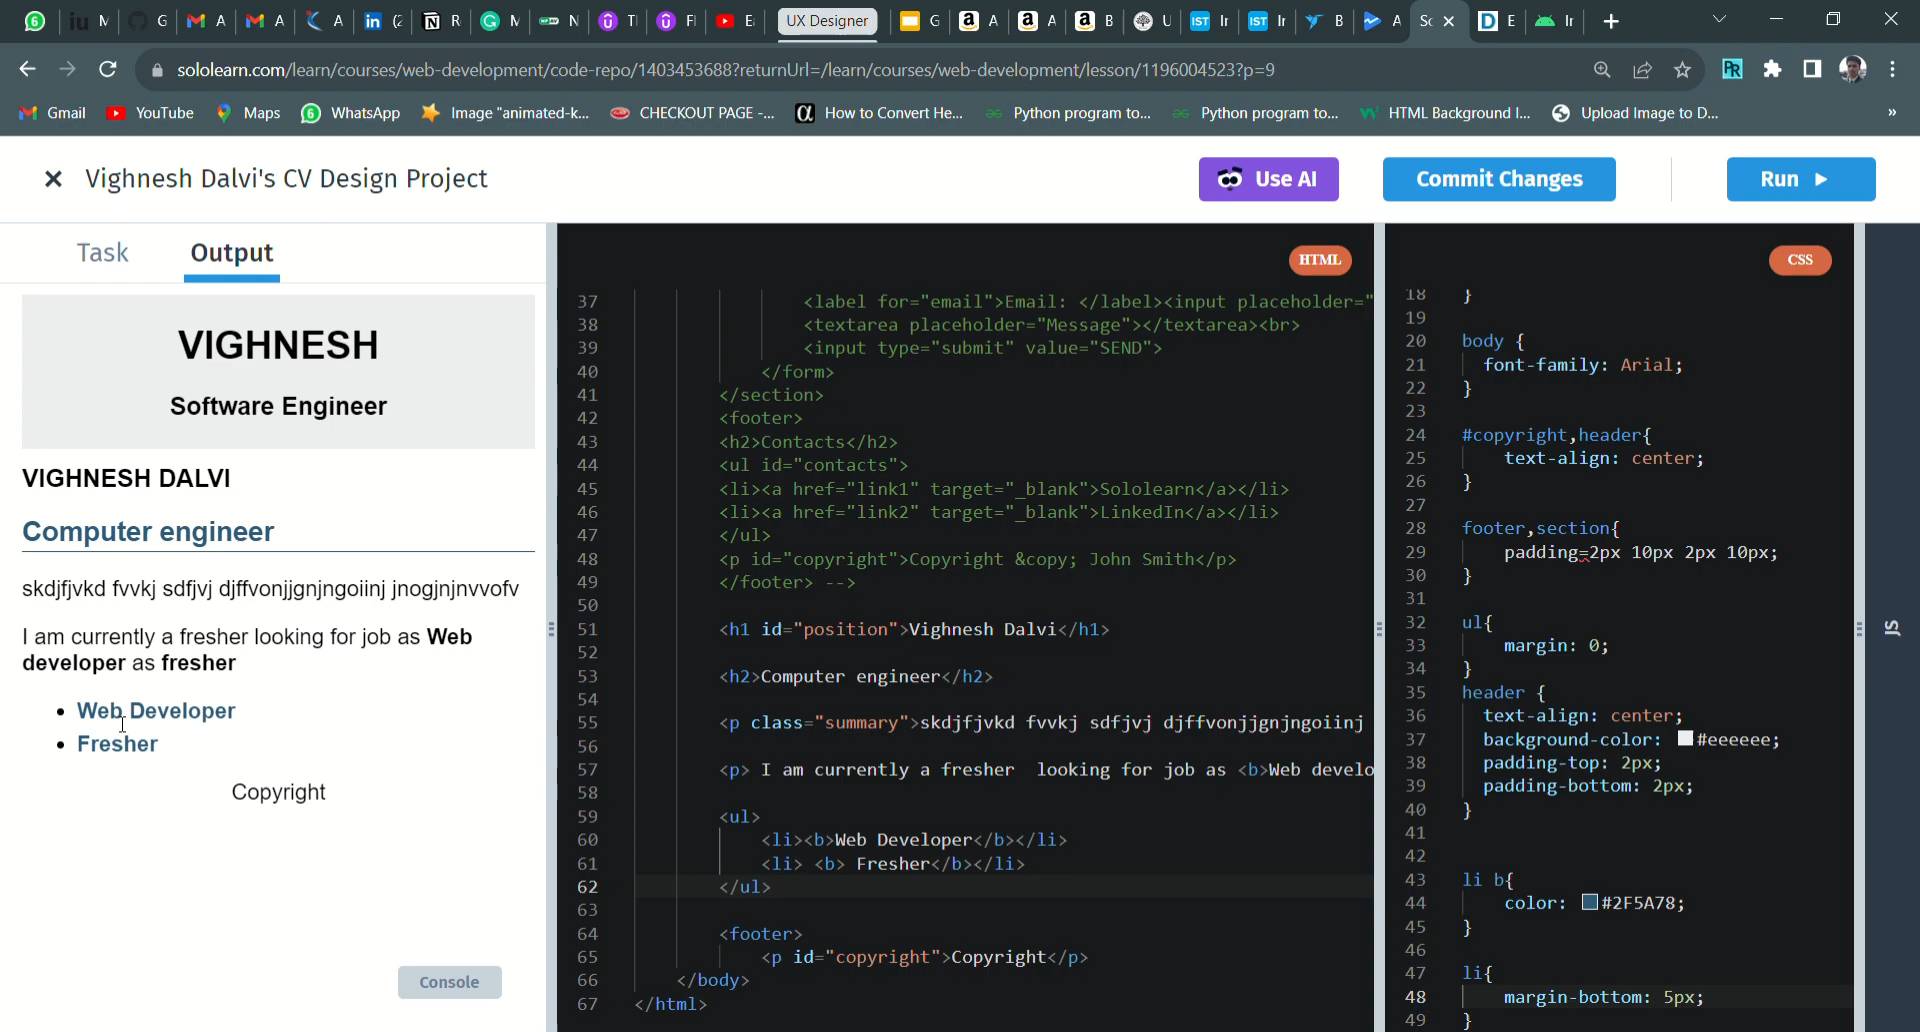 M
G
A
A
A
(2
R
M
N
Tl
Fl
E
UX Designer
G
A
A
B
U
IST Ir
IST Ir
B
A
Sc
E
Ir
sololearn.com/learn/courses/web-development/code-repo/1403453688?returnUrl=/learn/courses/web-development/lesson/1196004523?p=9
Gmail
YouTube
Maps
WhatsApp
Image "animated-k...
CHECKOUT PAGE -...
How to Convert He...
Python program to...
Python program to...
HTML Background I...
Upload Image to D...
»
Vighnesh Dalvi's CV Design Project
Use AI
Commit Changes
Run
Task
Output
VIGHNESH
Software Engineer
VIGHNESH DALVI
Computer engineer
skdjfjvkd fvvkj sdfjvj djffvonjjgnjngoiinj jnogjnjnvvofv
I am currently a fresher looking for job as Web
developer as fresher
• Web Developer
• Fresher
Copyright
Console
HTML
37 <label for="email">Email: </label><input placeholder="
38 <textarea placeholder="Message"></textarea><br>
39 <input type="submit" value="SEND">
40 </form>
41 </section>
42 <footer>
43 <h2>Contacts</h2>
44 <ul id="contacts">
45 <li><a href="link1" target="_blank">Sololearn</a></li>
46 <li><a href="link2" target="_blank">LinkedIn</a></li>
47 </ul>
48 <p id="copyright">Copyright &copy; John Smith</p>
49 </footer> -->
50
51 <h1 id="position">Vighnesh Dalvi</h1>
52
53 <h2>Computer engineer</h2>
54
55 <p class="summary">skdjfjvkd fvvkj sdfjvj djffvonjjgnjngoiinj
56
57 <p> I am currently a fresher  looking for job as <b>Web develo
58
59 <ul>
60 <li><b>Web Developer</b></li>
61 <li> <b> Fresher</b></li>
62 </ul>
63
64 <footer>
65 <p id="copyright">Copyright</p>
66 </body>
67 </html>
CSS
18 }
19
20 body {
21 font-family: Arial;
22 }
23
24 #copyright,header{
25 text-align: center;
26 }
27
28 footer,section{
29 padding=2px 10px 2px 10px;
30 }
31
32 ul{
33 margin: 0;
34 }
35 header {
36 text-align: center;
37 background-color: #eeeeee;
38 padding-top: 2px;
39 padding-bottom: 2px;
40 }
41
42
43 li b{
44 color: #2F5A78;
45 }
46
47 li{
48 margin-bottom: 5px;
49 }
JS